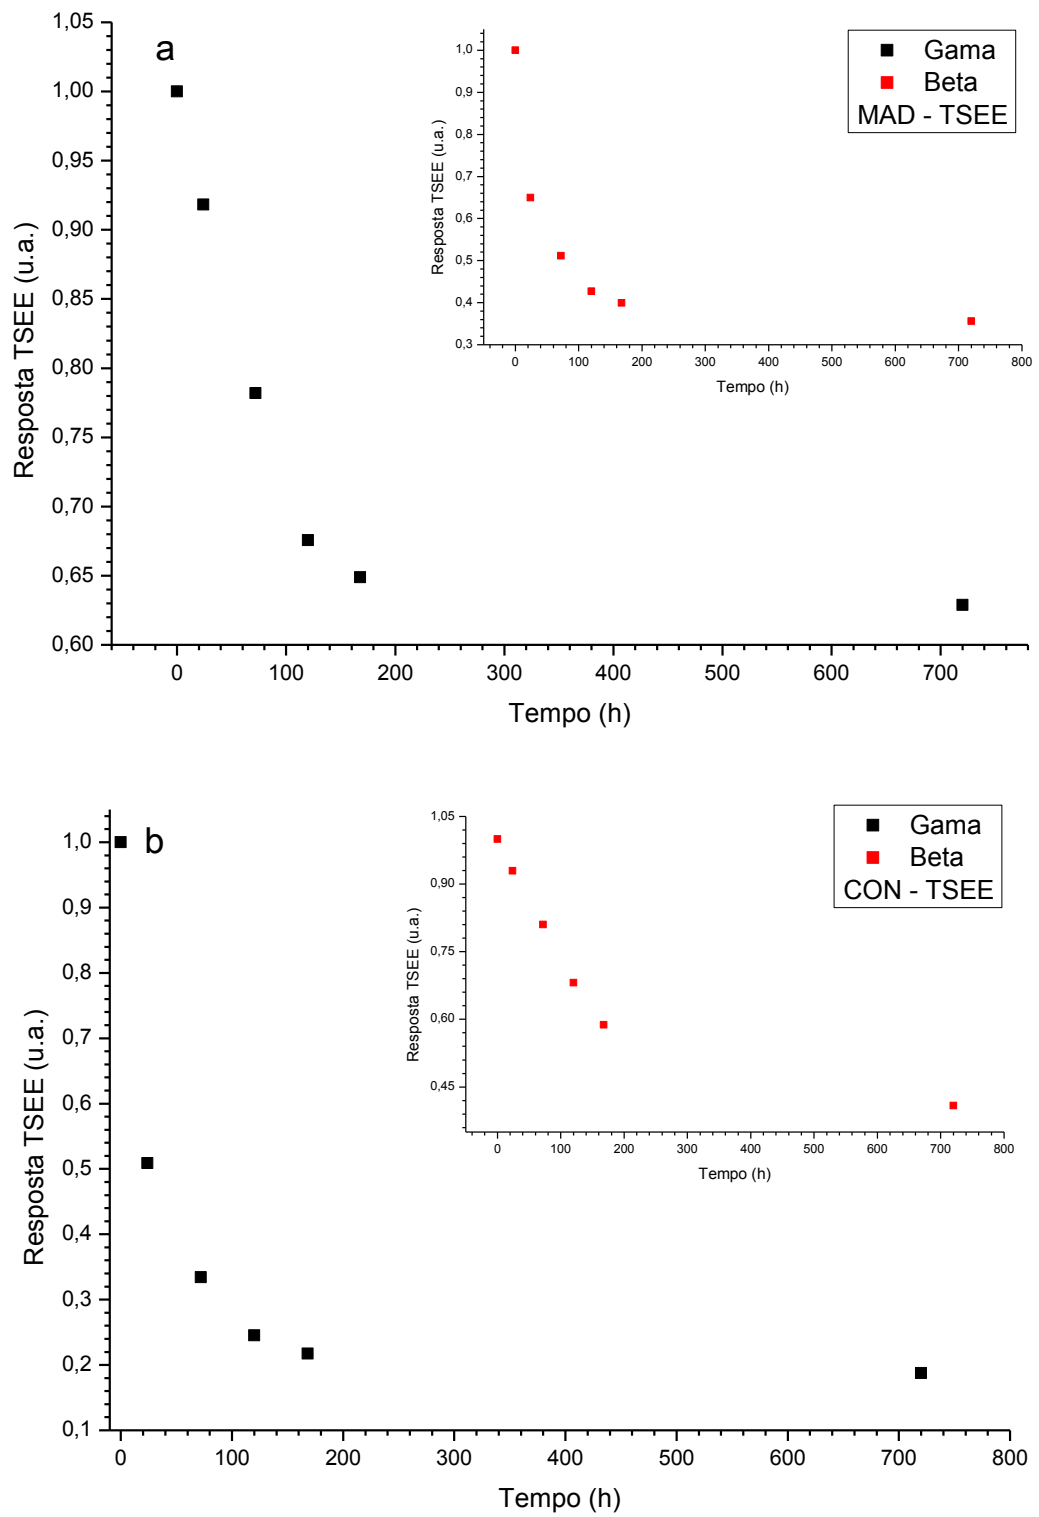 a
1,05
1,00
0,95
0,90
0,85
0,80
0,75
0,70
0,65
0,60
Resposta TSEE (u.a.)
0 100 200 300 400 500 600 700
Tempo (h)
1,0
0,9
0,8
0,7
0,6
0,5
0,4
0,3
Resposta TSEE (u.a.)
0 100 200 300 400 500 600 700 800
Tempo (h)
Gama
Beta
MAD - TSEE
b
1,0
0,9
0,8
0,7
0,6
0,5
0,4
0,3
0,2
0,1
Resposta TSEE (u.a.)
0 100 200 300 400 500 600 700 800
Tempo (h)
1,05
0,90
0,75
0,60
0,45
Resposta TSEE (u.a.)
0 100 200 300 400 500 600 700 800
Tempo (h)
Gama
Beta
CON - TSEE